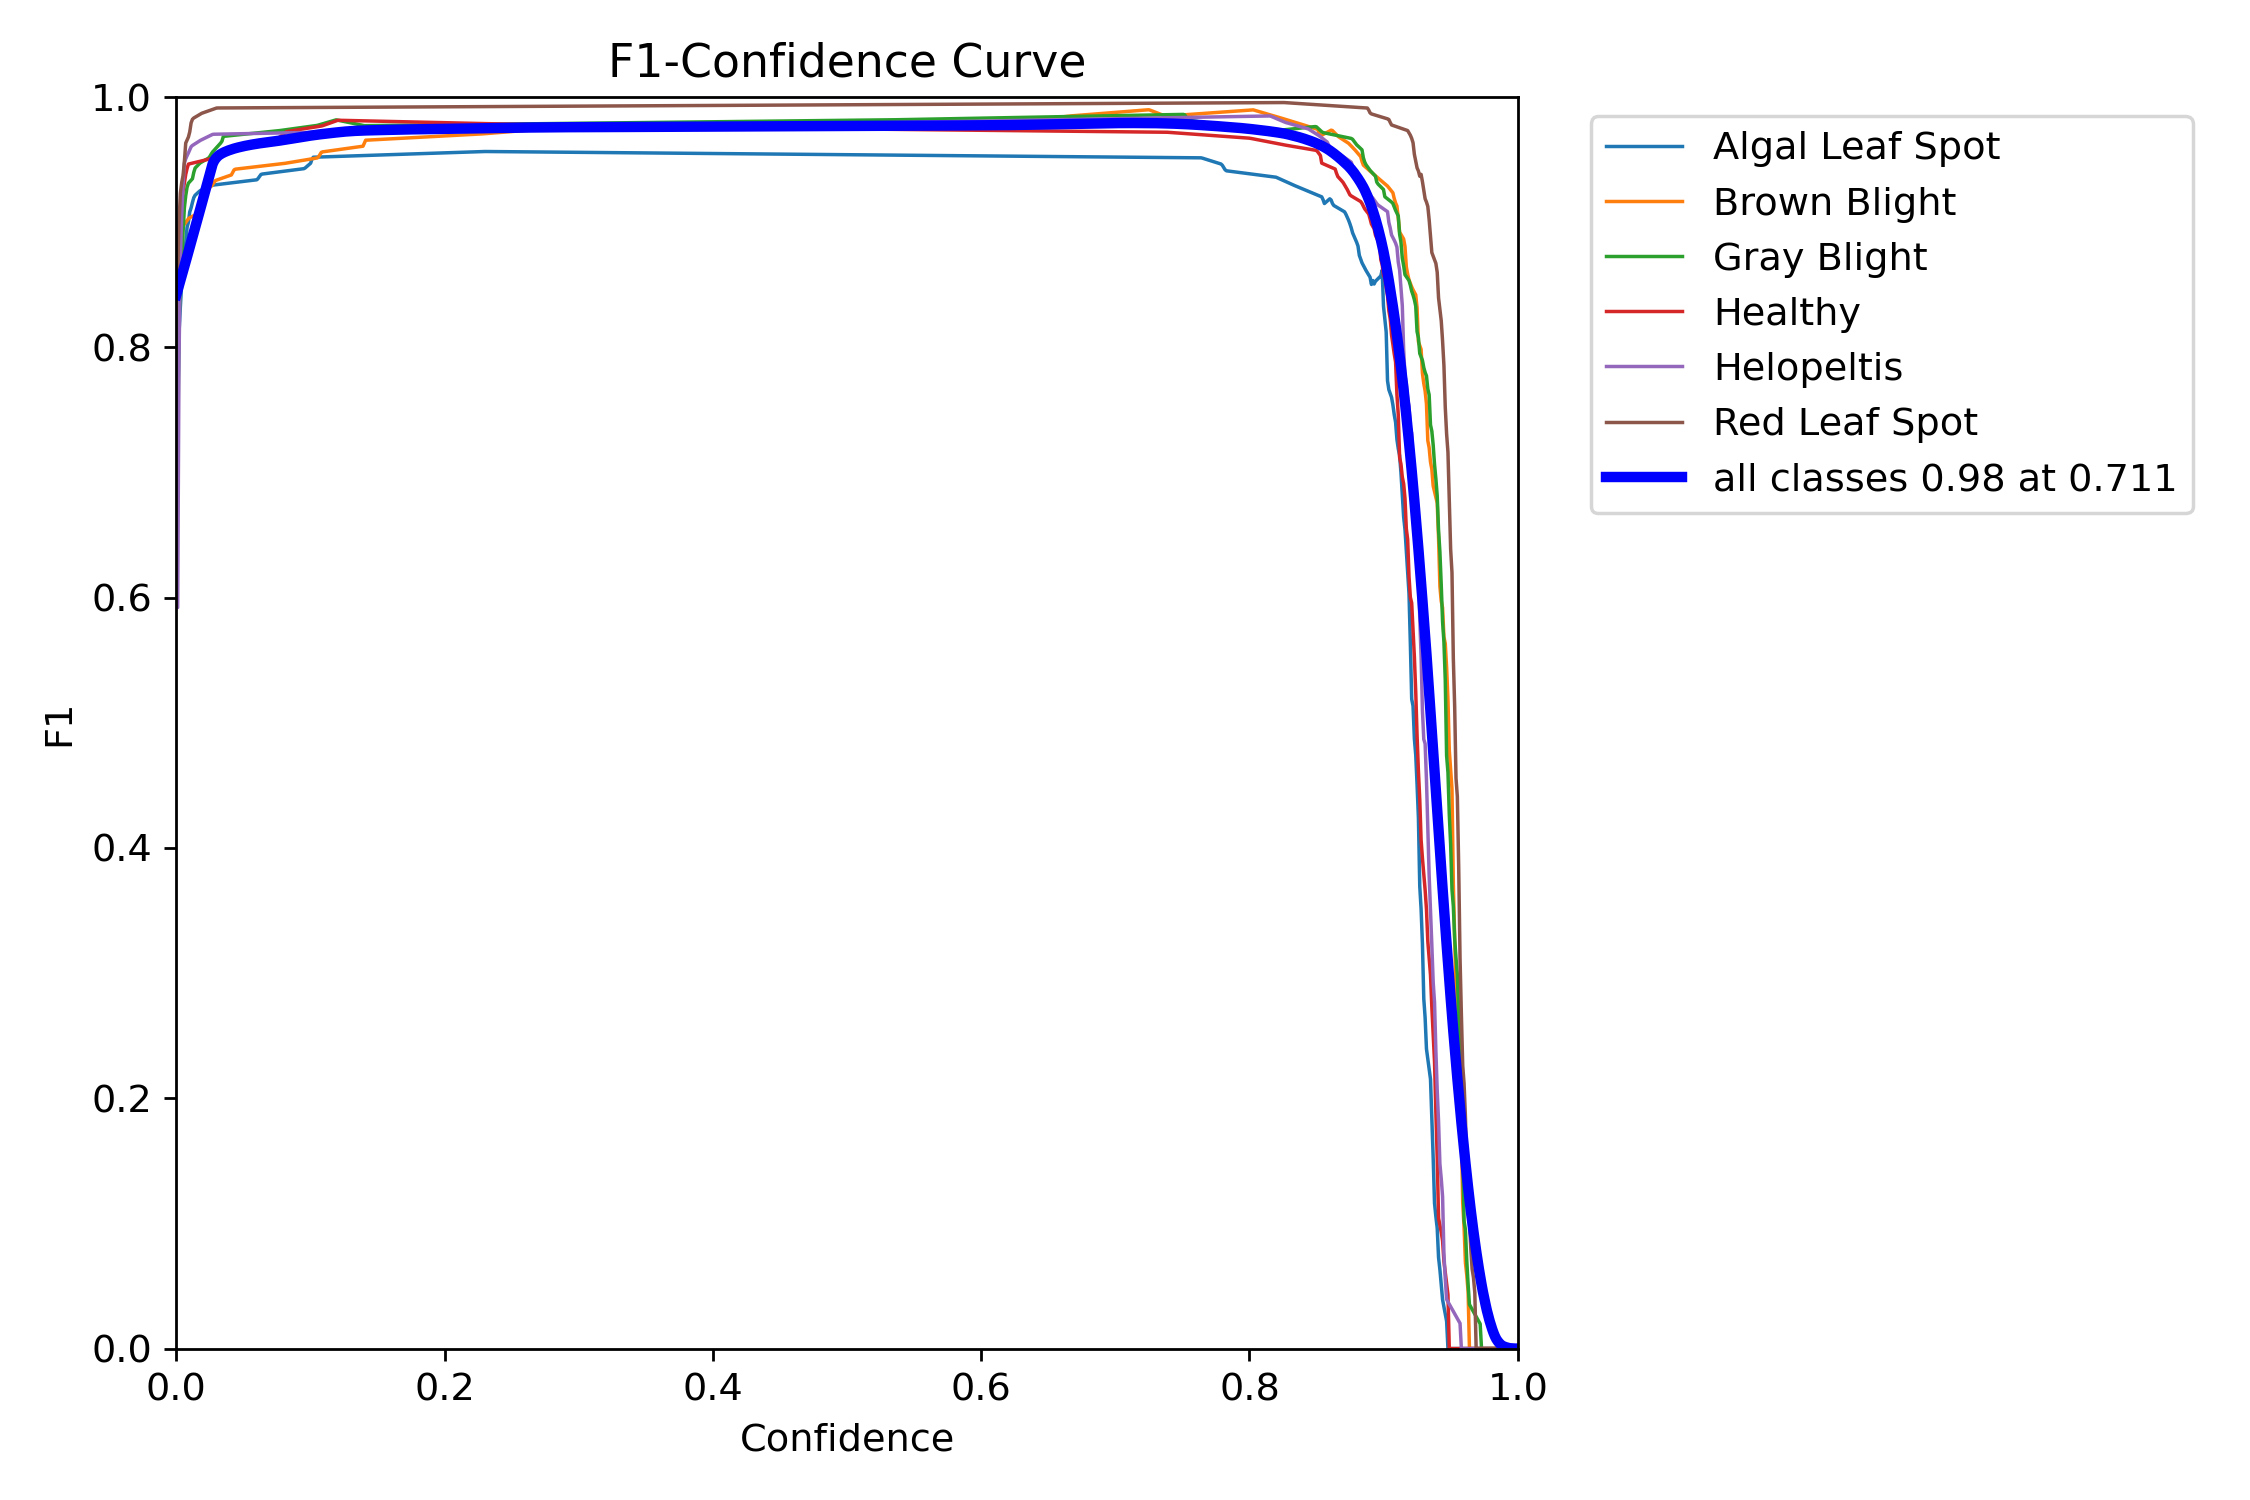 F1-Confidence Curve
1.0
0.8
0.6
0.4
0.2
0.0
F1
0.0 0.2 0.4 0.6 0.8 1.0
Confidence
Algal Leaf Spot
Brown Blight
Gray Blight
Healthy
Helopeltis
Red Leaf Spot
all classes 0.98 at 0.711